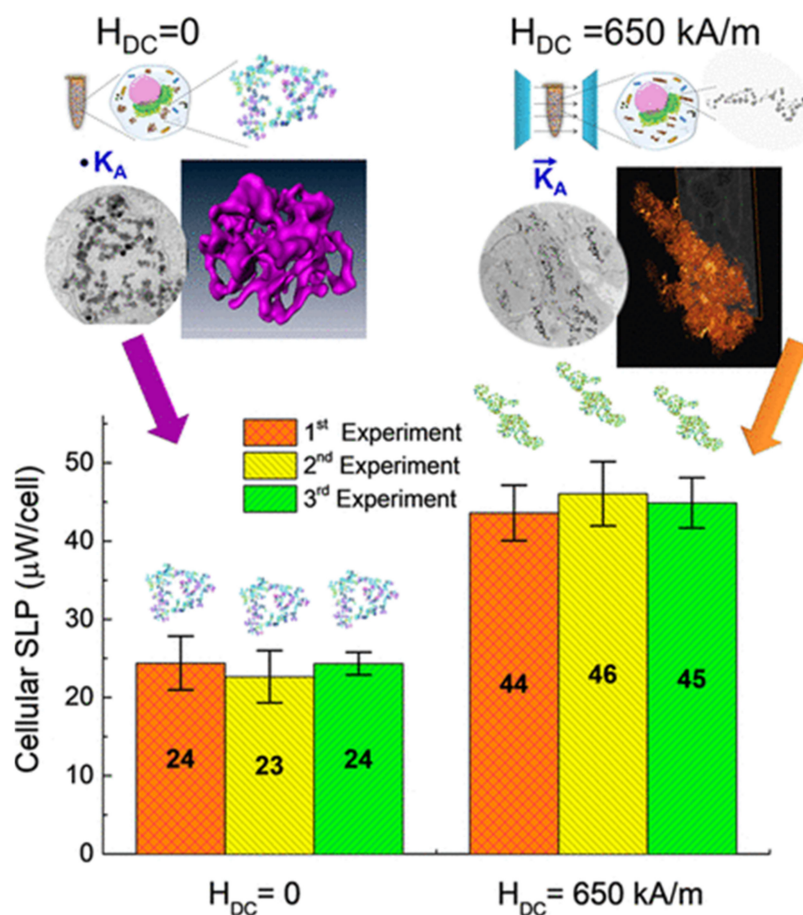 H_DC=0
H_DC =650 kA/m
• K_A
K⃗_A
1st Experiment
2nd Experiment
3rd Experiment
Cellular SLP (µW/cell)
50
40
30
20
10
0
24
23
24
44
46
45
H_DC= 0
H_DC= 650 kA/m